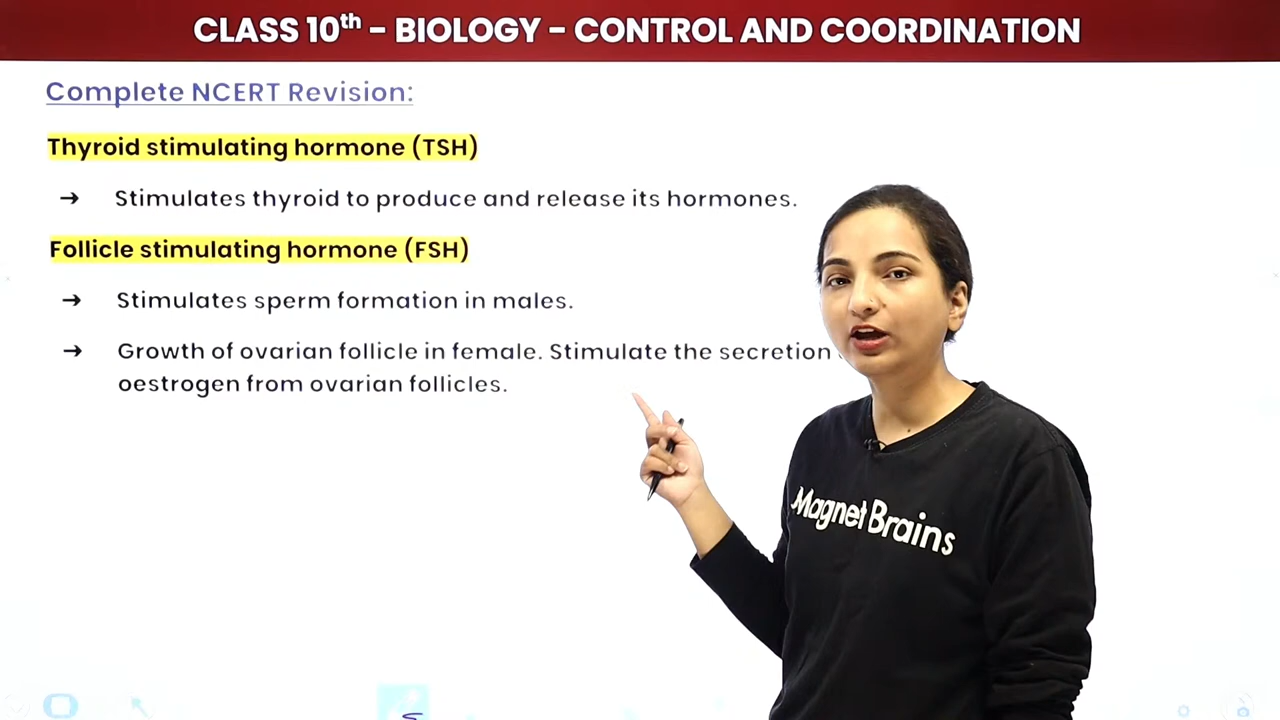 CLASS 10th - BIOLOGY - CONTROL AND COORDINATION
Complete NCERT Revision:
Thyroid stimulating hormone (TSH)
→ Stimulates thyroid to produce and release its hormones.
Follicle stimulating hormone (FSH)
→ Stimulates sperm formation in males.
→ Growth of ovarian follicle in female. Stimulate the secretion
oestrogen from ovarian follicles.
Magnet Brains